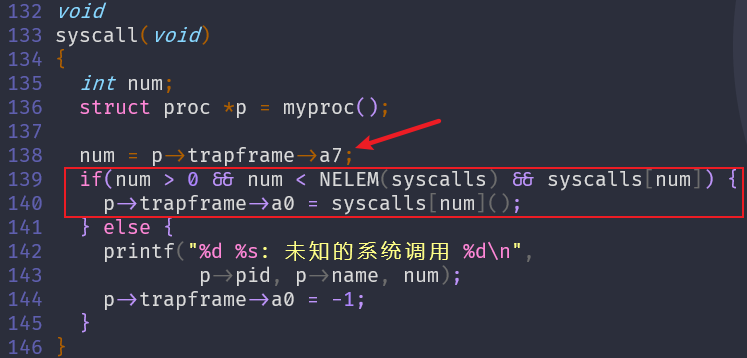 132 void
133 syscall(void)
134 {
135   int num;
136   struct proc *p = myproc();
137
138   num = p->trapframe->a7;
139   if(num > 0 && num < NELEM(syscalls) && syscalls[num]) {
140     p->trapframe->a0 = syscalls[num]();
141   } else {
142     printf("%d %s: 未知的系统调用 %d\n",
143             p->pid, p->name, num);
144     p->trapframe->a0 = -1;
145   }
146 }